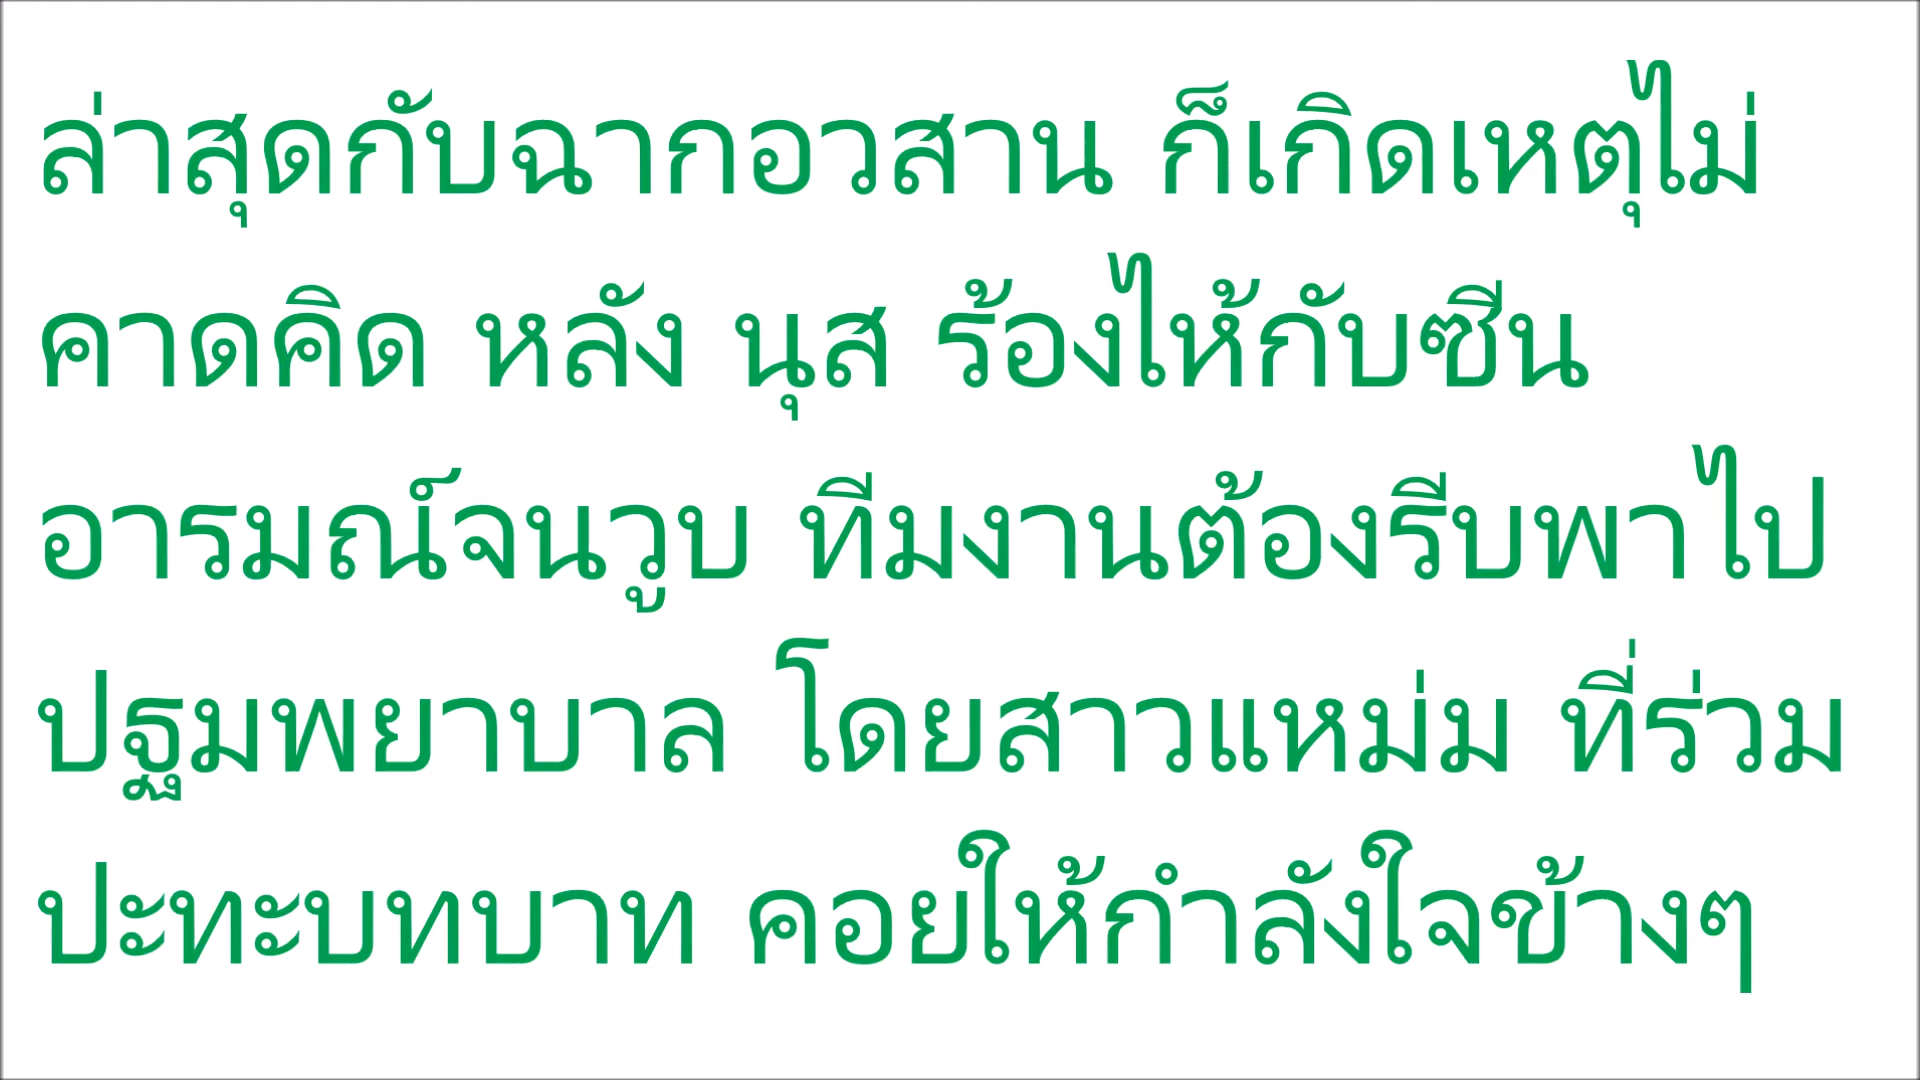 ล่าสุดกับฉากอวสาน ก็เกิดเหตุไม่
คาดคิด หลัง นุส ร้องไห้กับซีน
อารมณ์จนวูบ ทีมงานต้องรีบพาไป
ปฐมพยาบาล โดยสาวแหม่ม ที่ร่วม
ปะทะบทบาท คอยให้กำลังใจข้างๆ